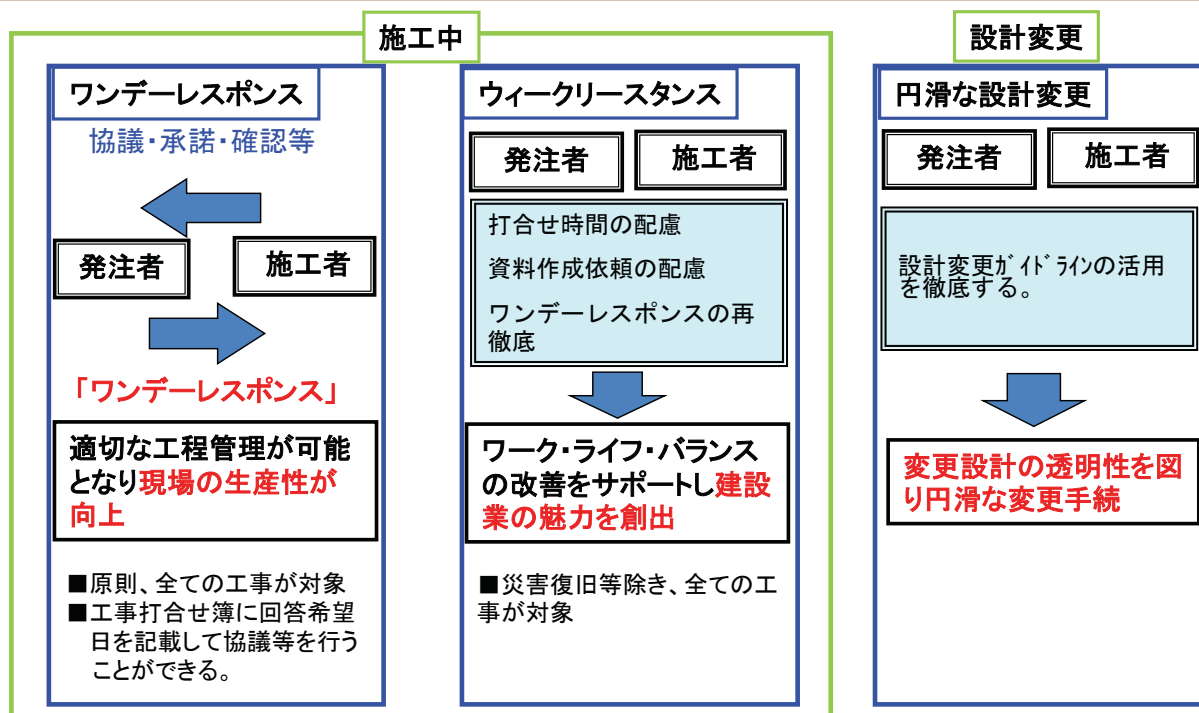 施工中
ワンデーレスポンス
協議・承諾・確認等
発注者
施工者
「ワンデーレスポンス」
適切な工程管理が可能
となり現場の生産性が
向上
■原則、全ての工事が対象
■工事打合せ簿に回答希望
日を記載して協議等を行う
ことができる。
ウィークリースタンス
発注者
施工者
打合せ時間の配慮
資料作成依頼の配慮
ワンデーレスポンスの再
徹底
ワーク・ライフ・バランス
の改善をサポートし建設
業の魅力を創出
■災害復旧等除き、全ての工
事が対象
設計変更
円滑な設計変更
発注者
施工者
設計変更ｶﾞｲﾄﾞﾗｲﾝの活用
を徹底する。
変更設計の透明性を図
り円滑な変更手続